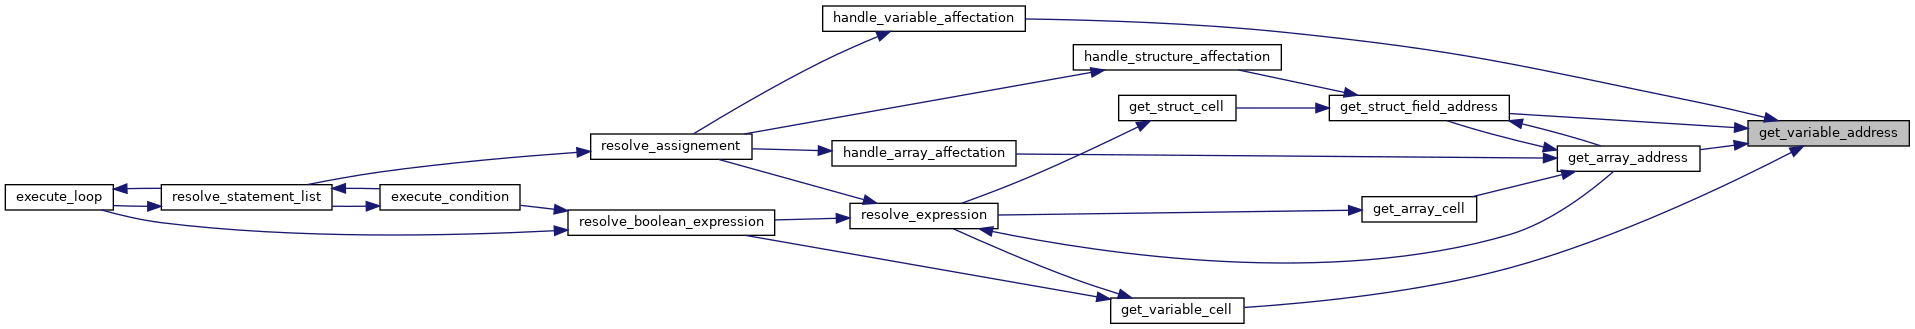 handle_variable_affectation
handle_structure_affectation
get_struct_cell
get_struct_field_address
get_variable_address
resolve_assignement
handle_array_affectation
get_array_address
execute_loop
resolve_statement_list
execute_condition
resolve_boolean_expression
resolve_expression
get_array_cell
get_variable_cell